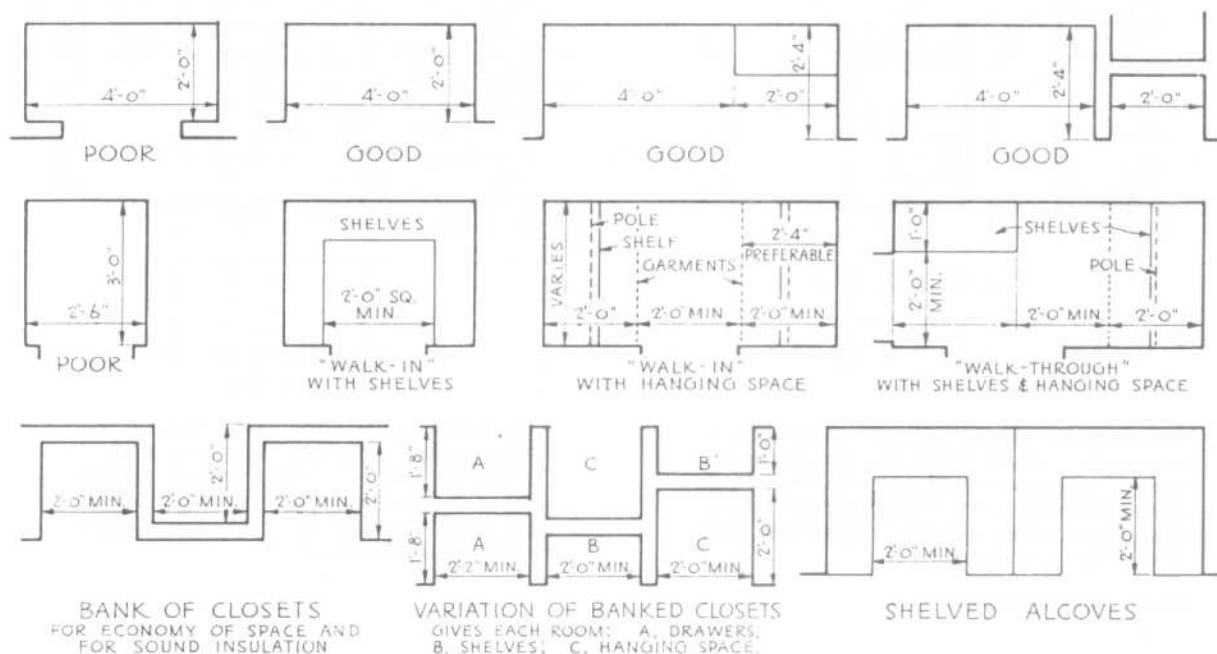 2'-0"
4'-0"
POOR
2'-0"
4'-0"
GOOD
2'-4"
4'-0"
2'-0"
GOOD
2'-4"
4'-0"
2'-0"
GOOD
3'-0"
2'-6"
POOR
SHELVES
2'-0" SQ.
MIN.
"WALK-IN"
WITH SHELVES
VARIES
POLE
SHELF
GARMENTS
2'-4"
PREFERABLE
2'-0"
2'-0" MIN
2'-0" MIN
"WALK-IN"
WITH HANGING SPACE
1'-0"
SHELVES
POLE
2'-0"
MIN.
2'-0" MIN
2'-0"
"WALK-THROUGH"
WITH SHELVES & HANGING SPACE
2'-0" MIN.
2'-0"
2'-0" MIN.
2'-0" MIN.
2'-0"
BANK OF CLOSETS
FOR ECONOMY OF SPACE AND
FOR SOUND INSULATION
1'-8"
A
C
B
1'-0"
1'-8"
A
2'-2" MIN.
B
2'-0" MIN.
C
2'-0" MIN.
2'-0"
VARIATION OF BANKED CLOSETS
GIVES EACH ROOM: A, DRAWERS;
B, SHELVES; C, HANGING SPACE.
2'-0" MIN
2'-0" MIN.
SHELVED ALCOVES